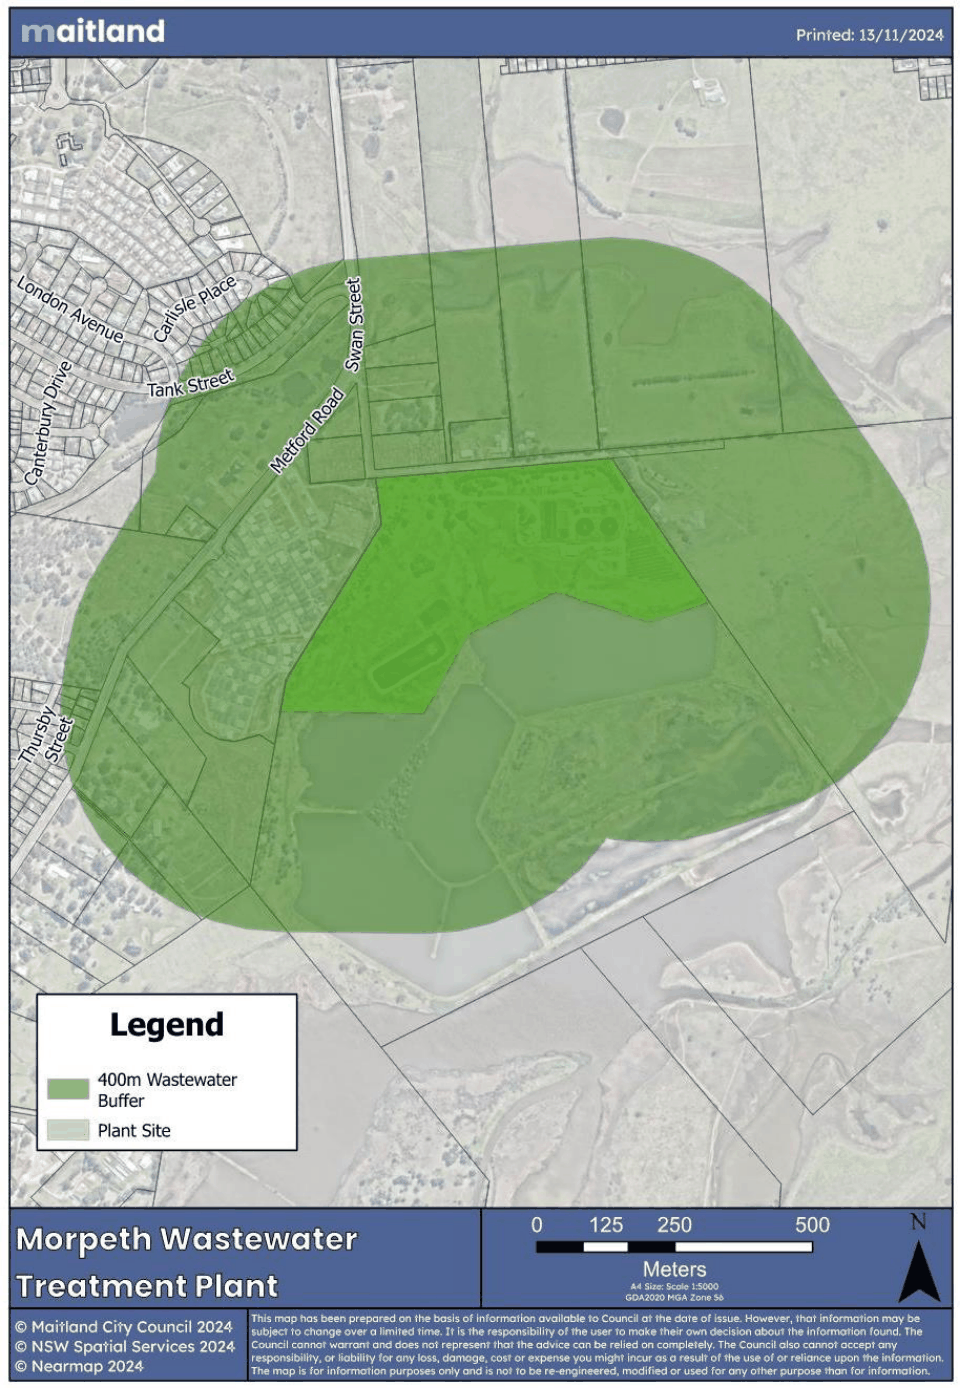 maitland
Printed: 13/11/2024
London Avenue
Carlisle Place
Swan Street
Tank Street
Canterbury Drive
Metford Road
Thursby
Street
Legend
400m Wastewater
Buffer
Plant Site
Morpeth Wastewater
Treatment Plant
0 125 250 500
Meters
A4 Size: Scale 1:5000
GDA2020 MGA Zone 56
N
© Maitland City Council 2024
© NSW Spatial Services 2024
© Nearmap 2024
This map has been prepared on the basis of information available to Council at the date of issue. However, that information may be
subject to change over a limited time. It is the responsibility of the user to make their own decision about the information found. The
Council cannot warrant and does not represent that the advice can be relied on completely. The Council also cannot accept any
responsibility, or liability for any loss, damage, cost or expense you might incur as a result of the use of or reliance upon the information.
The map is for information purposes only and is not to be re-engineered, modified or used for any other purpose than for information.